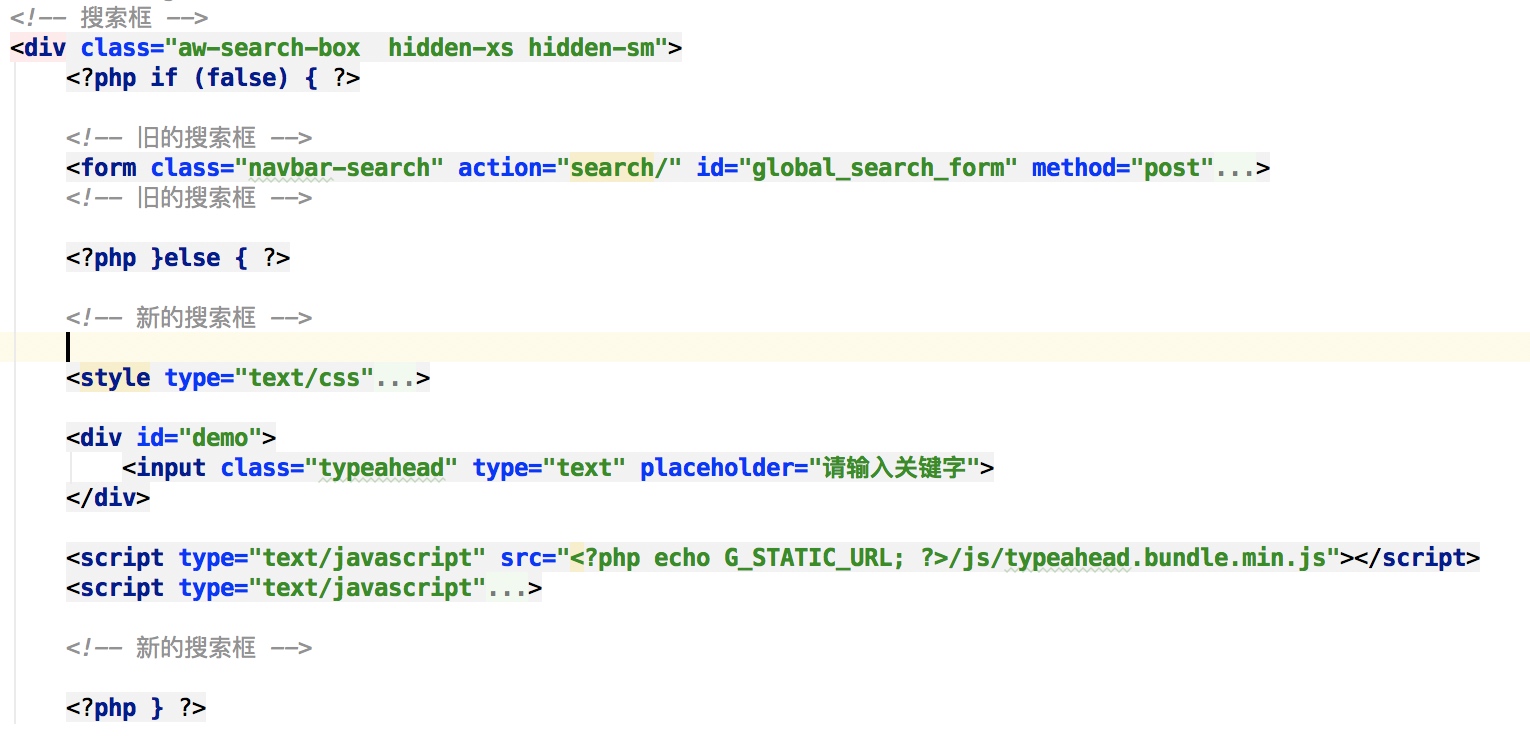 <!-- 搜索框 -->
<div class="aw-search-box  hidden-xs hidden-sm">
<?php if (false) { ?>
<!-- 旧的搜索框 -->
<form class="navbar-search" action="search/" id="global_search_form" method="post"...>
<!-- 旧的搜索框 -->
<?php }else { ?>
<!-- 新的搜索框 -->
<style type="text/css"...>
<div id="demo">
<input class="typeahead" type="text" placeholder="请输入关键字">
</div>
<script type="text/javascript" src="<?php echo G_STATIC_URL; ?>/js/typeahead.bundle.min.js"></script>
<script type="text/javascript"...>
<!-- 新的搜索框 -->
<?php } ?>